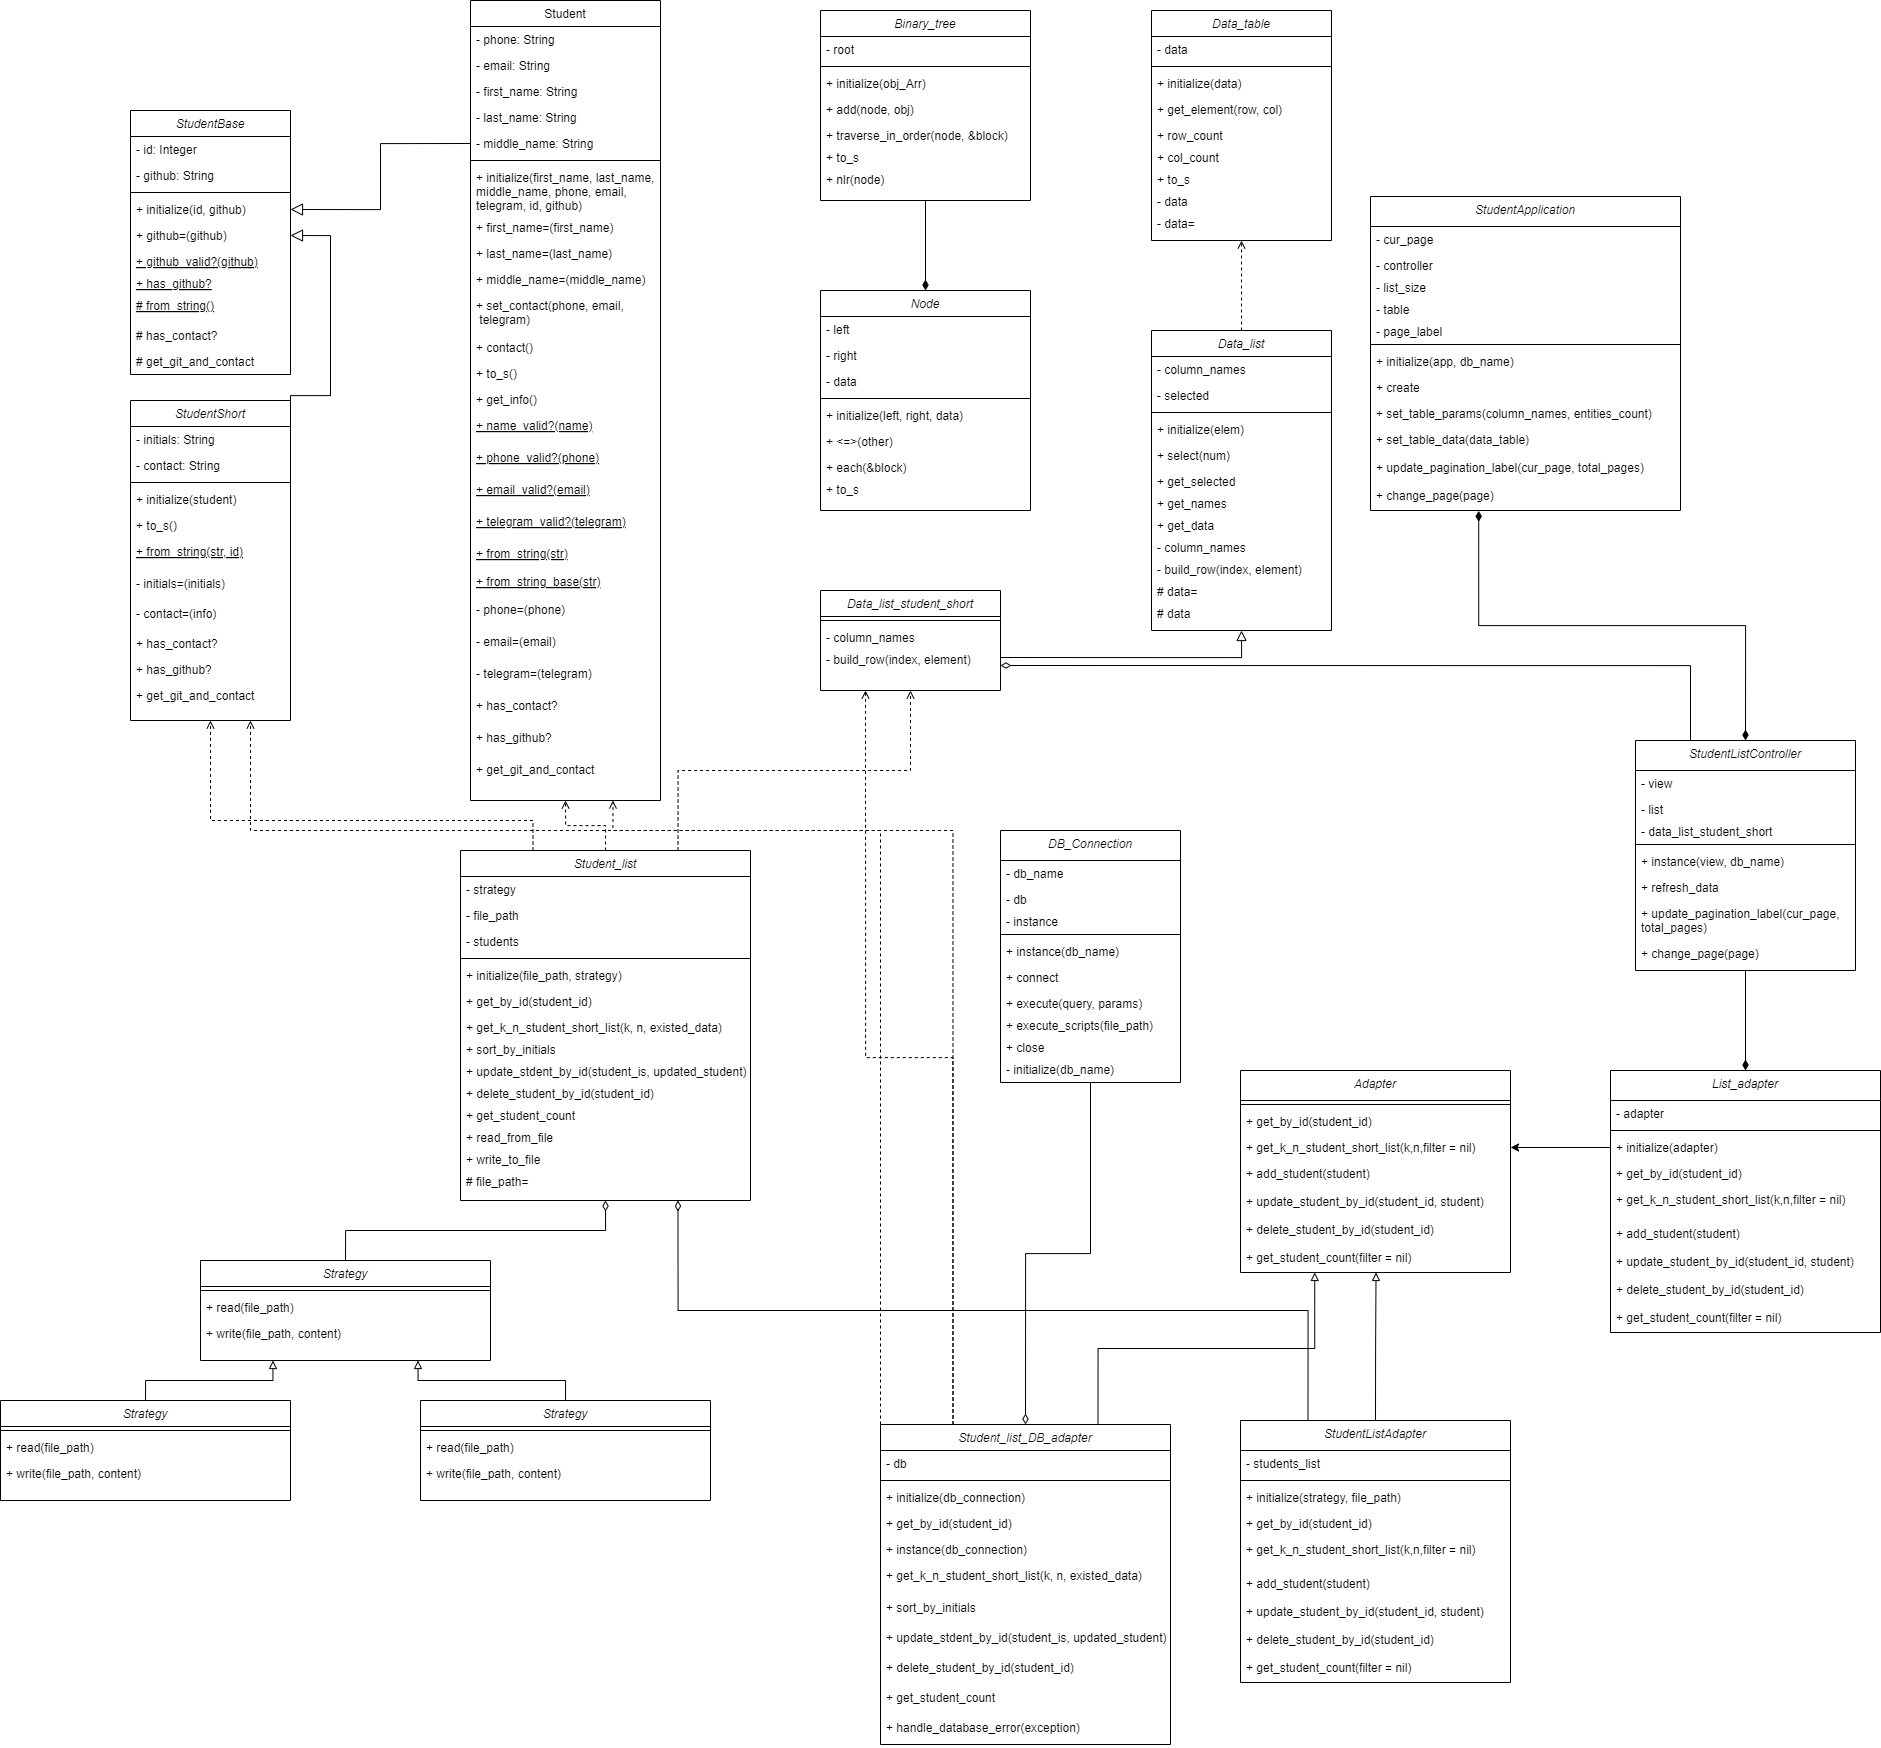 Student
- phone: String
- email: String
- first_name: String
- last_name: String
- middle_name: String
+ initialize(first_name, last_name,
middle_name, phone, email,
telegram, id, github)
+ first_name=(first_name)
+ last_name=(last_name)
+ middle_name=(middle_name)
+ set_contact(phone, email,
telegram)
+ contact()
+ to_s()
+ get_info()
+ name_valid?(name)
+ phone_valid?(phone)
+ email_valid?(email)
+ telegram_valid?(telegram)
+ from_string(str)
+ from_string_base(str)
- phone=(phone)
- email=(email)
- telegram=(telegram)
+ has_contact?
+ has_github?
+ get_git_and_contact
StudentBase
- id: Integer
- github: String
+ initialize(id, github)
+ github=(github)
+ github_valid?(github)
+ has_github?
# from_string()
# has_contact?
# get_git_and_contact
StudentShort
- initials: String
- contact: String
+ initialize(student)
+ to_s()
+ from_string(str, id)
- initials=(initials)
- contact=(info)
+ has_contact?
+ has_github?
+ get_git_and_contact
Binary_tree
- root
+ initialize(obj_Arr)
+ add(node, obj)
+ traverse_in_order(node, &block)
+ to_s
+ nlr(node)
Node
- left
- right
- data
+ initialize(left, right, data)
+ <=>(other)
+ each(&block)
+ to_s
Data_table
- data
+ initialize(data)
+ get_element(row, col)
+ row_count
+ col_count
+ to_s
- data
- data=
Data_list
- column_names
- selected
+ initialize(elem)
+ select(num)
+ get_selected
+ get_names
+ get_data
- column_names
- build_row(index, element)
# data=
# data
Data_list_student_short
- column_names
- build_row(index, element)
StudentApplication
- cur_page
- controller
- list_size
- table
- page_label
+ initialize(app, db_name)
+ create
+ set_table_params(column_names, entities_count)
+ set_table_data(data_table)
+ update_pagination_label(cur_page, total_pages)
+ change_page(page)
StudentListController
- view
- list
- data_list_student_short
+ instance(view, db_name)
+ refresh_data
+ update_pagination_label(cur_page,
total_pages)
+ change_page(page)
Student_list
- strategy
- file_path
- students
+ initialize(file_path, strategy)
+ get_by_id(student_id)
+ get_k_n_student_short_list(k, n, existed_data)
+ sort_by_initials
+ update_stdent_by_id(student_is, updated_student)
+ delete_student_by_id(student_id)
+ get_student_count
+ read_from_file
+ write_to_file
# file_path=
DB_Connection
- db_name
- db
- instance
+ instance(db_name)
+ connect
+ execute(query, params)
+ execute_scripts(file_path)
+ close
- initialize(db_name)
Adapter
+ get_by_id(student_id)
+ get_k_n_student_short_list(k,n,filter = nil)
+ add_student(student)
+ update_student_by_id(student_id, student)
+ delete_student_by_id(student_id)
+ get_student_count(filter = nil)
List_adapter
- adapter
+ initialize(adapter)
+ get_by_id(student_id)
+ get_k_n_student_short_list(k,n,filter = nil)
+ add_student(student)
+ update_student_by_id(student_id, student)
+ delete_student_by_id(student_id)
+ get_student_count(filter = nil)
Strategy
+ read(file_path)
+ write(file_path, content)
Strategy
+ read(file_path)
+ write(file_path, content)
Strategy
+ read(file_path)
+ write(file_path, content)
Student_list_DB_adapter
- db
+ initialize(db_connection)
+ get_by_id(student_id)
+ instance(db_connection)
+ get_k_n_student_short_list(k, n, existed_data)
+ sort_by_initials
+ update_stdent_by_id(student_is, updated_student)
+ delete_student_by_id(student_id)
+ get_student_count
+ handle_database_error(exception)
StudentListAdapter
- students_list
+ initialize(strategy, file_path)
+ get_by_id(student_id)
+ get_k_n_student_short_list(k,n,filter = nil)
+ add_student(student)
+ update_student_by_id(student_id, student)
+ delete_student_by_id(student_id)
+ get_student_count(filter = nil)